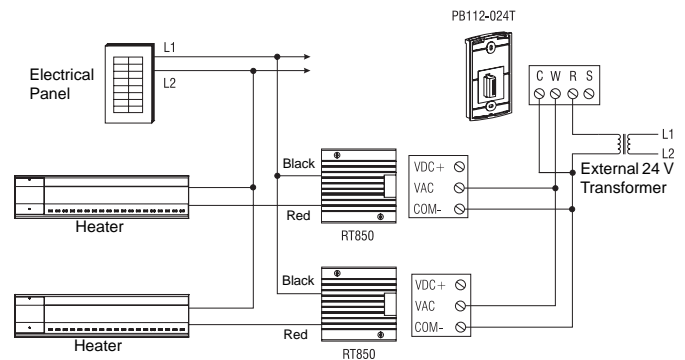 PB112-024T
L1
L2
Electrical
Panel
C W R S
L1
L2
External 24 V
Transformer
Black
VDC+
VAC
COM-
Red
RT850
Heater
Black
VDC+
VAC
COM-
Red
RT850
Heater